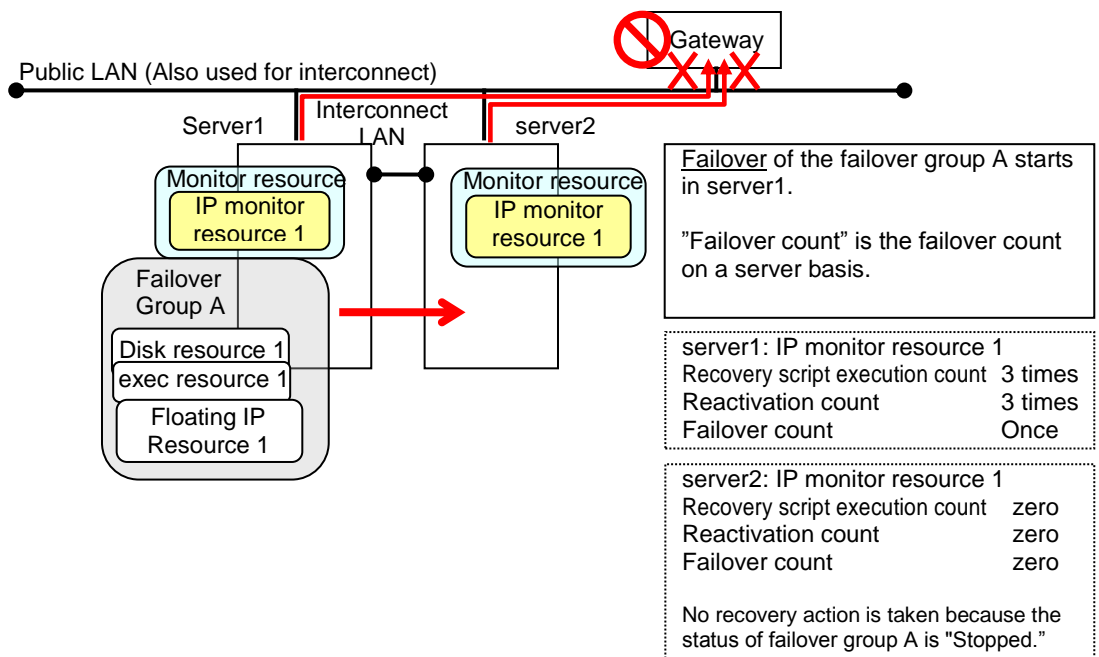 Gateway
Public LAN (Also used for interconnect)
Interconnect
LAN
Server1
server2
Monitor resource
IP monitor
resource 1
Monitor resource
IP monitor
resource 1
Failover
Group A
Disk resource 1
exec resource 1
Floating IP
Resource 1
Failover of the failover group A starts
in server1.
”Failover count” is the failover count
on a server basis.
server1: IP monitor resource 1
Recovery script execution count 3 times
Reactivation count 3 times
Failover count Once
server2: IP monitor resource 1
Recovery script execution count zero
Reactivation count zero
Failover count zero
No recovery action is taken because the
status of failover group A is "Stopped.”